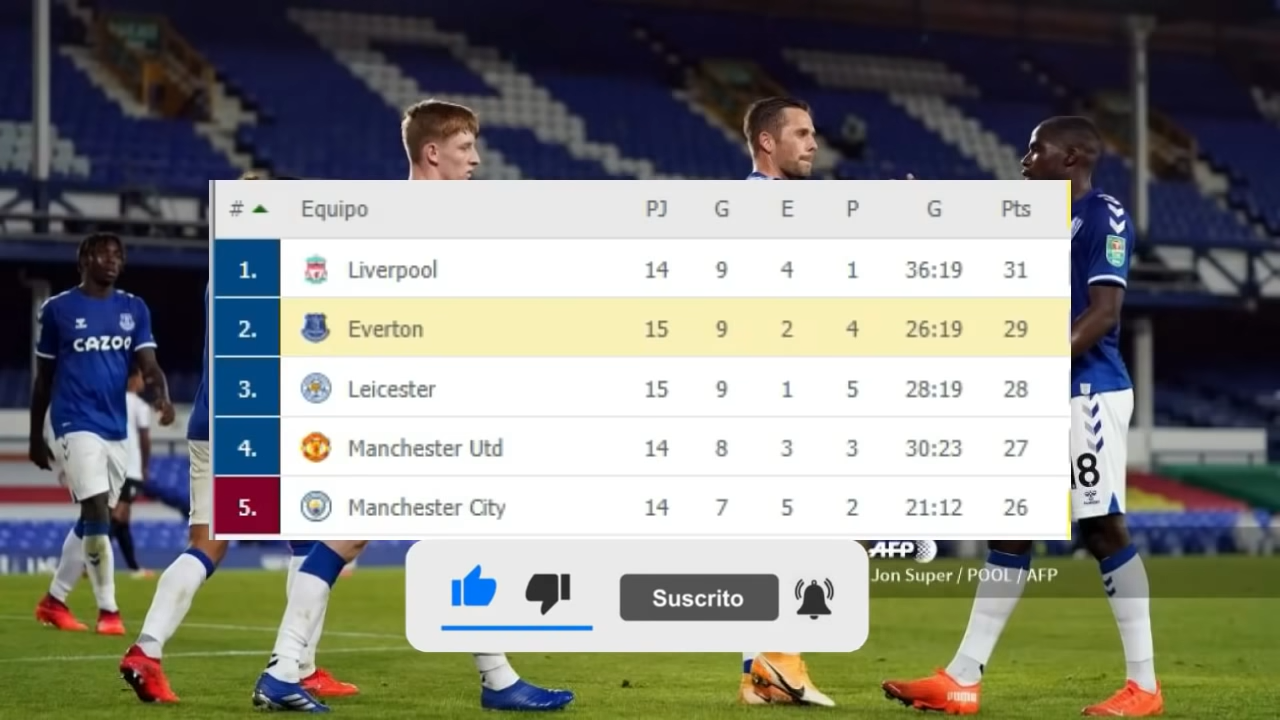 # Equipo PJ G E P G Pts
1. Liverpool 14 9 4 1 36:19 31
2. Everton 15 9 2 4 26:19 29
3. Leicester 15 9 1 5 28:19 28
4. Manchester Utd 14 8 3 3 30:23 27
5. Manchester City 14 7 5 2 21:12 26
CAZOO
18
AFP
Jon Super / POOL / AFP
Suscrito
PUMA